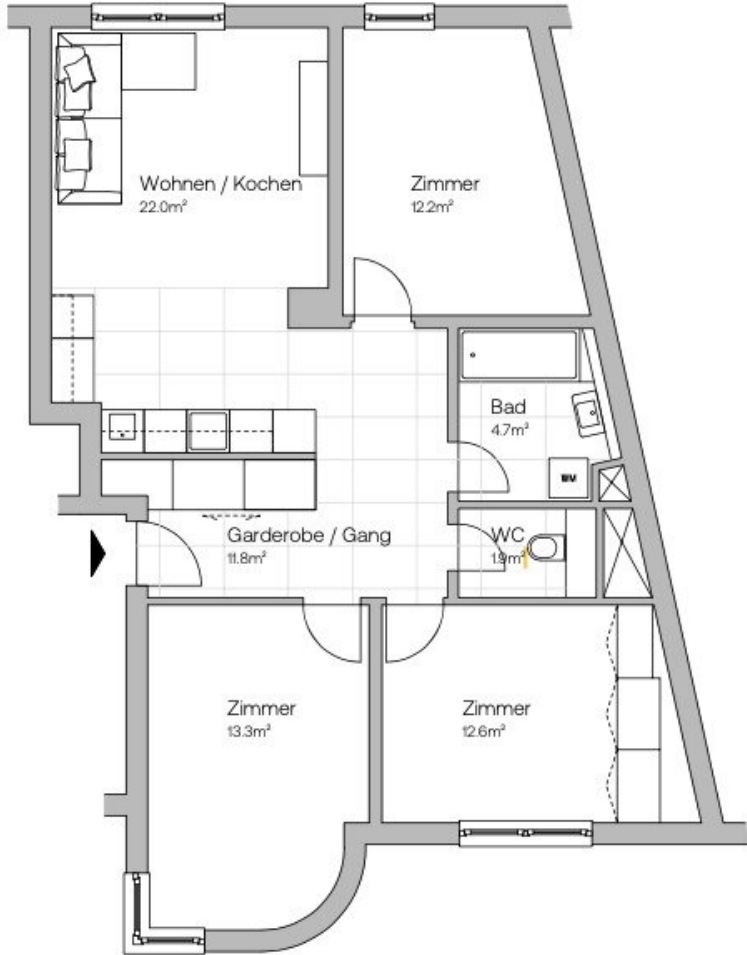 Wohnen / Kochen
22.0m²
Zimmer
12.2m²
Bad
4.7m²
WM
Garderobe / Gang
11.8m²
WC
1.9m²
Zimmer
13.3m²
Zimmer
12.6m²